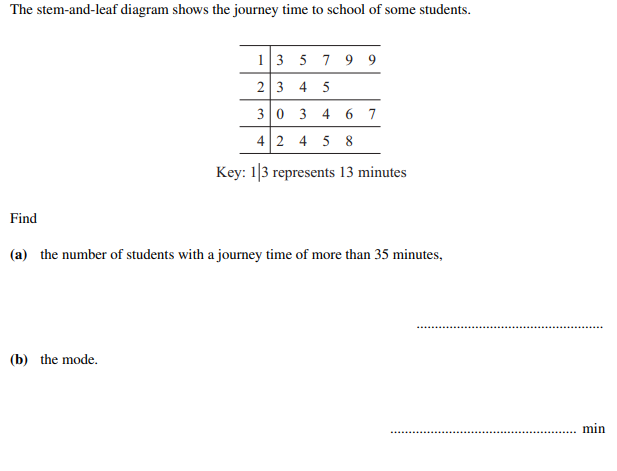 The stem-and-leaf diagram shows the journey time to school of some students.
1 3 5 7 9 9
2 3 4 5
3 0 3 4 6 7
4 2 4 5 8
Key: 1|3 represents 13 minutes
Find
(a) the number of students with a journey time of more than 35 minutes,
(b) the mode.
min